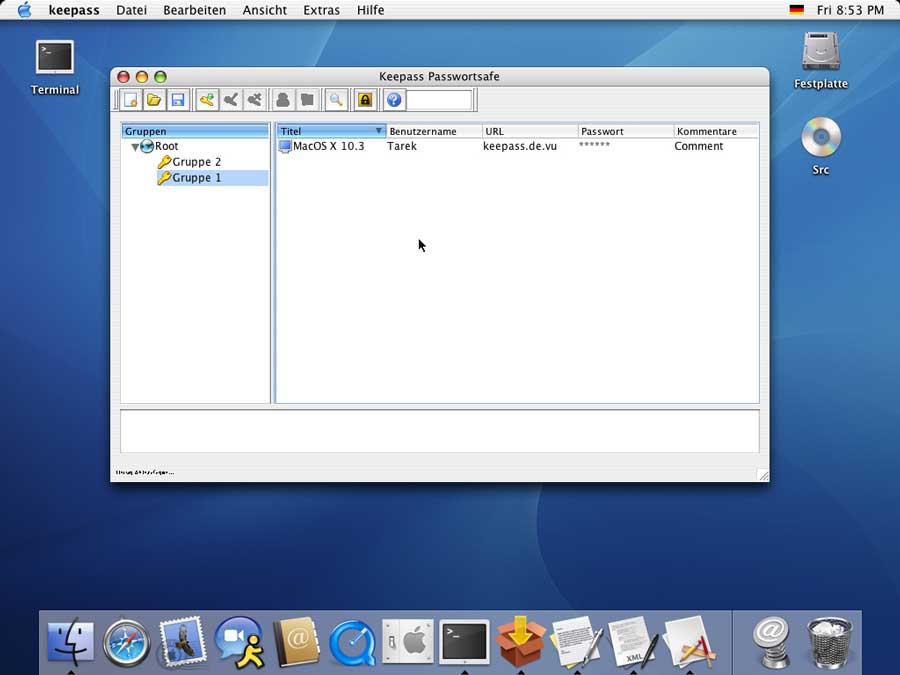 keepass Datei Bearbeiten Ansicht Extras Hilfe Fri 8:53 PM
Terminal
Festplatte
Src
Keepass Passwortsafe
Gruppen
Root
Gruppe 2
Gruppe 1
Titel Benutzername URL Passwort Kommentare
MacOS X 10.3 Tarek keepass.de.vu ****** Comment
XML